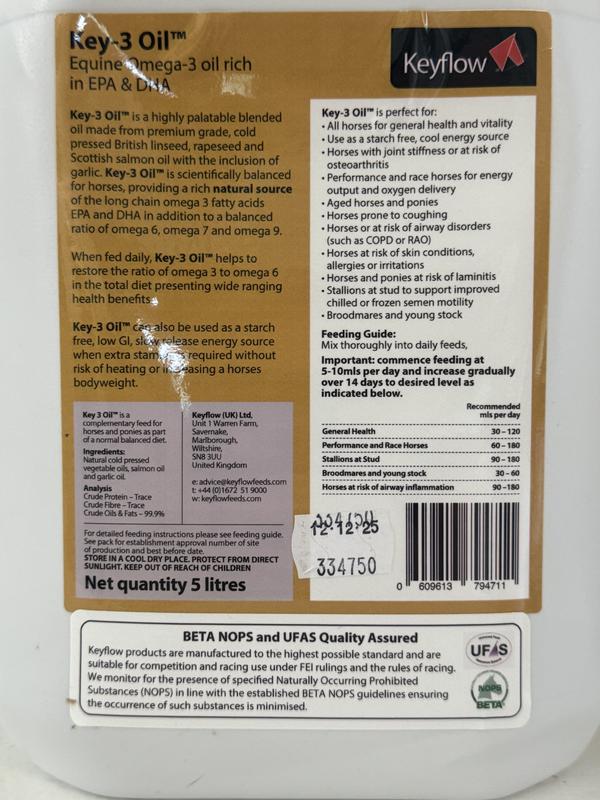 Key-3 Oil™
Equine Omega-3 oil rich
in EPA & DHA
Keyflow
Key-3 Oil™ is a highly palatable blended
oil made from premium grade, cold
pressed British linseed, rapeseed and
Scottish salmon oil with the inclusion of
garlic. Key-3 Oil™ is scientifically balanced
for horses, providing a rich natural source
of the long chain omega 3 fatty acids
EPA and DHA in addition to a balanced
ratio of omega 6, omega 7 and omega 9.
When fed daily, Key-3 Oil™ helps to
restore the ratio of omega 3 to omega 6
in the total diet presenting wide ranging
health benefits.
Key-3 Oil™ can also be used as a starch
free, low GI, slow release energy source
when extra stamina is required without
risk of heating or increasing a horses
bodyweight.
Key 3 Oil™ is a
complementary feed for
horses and ponies as part
of a normal balanced diet.
Ingredients:
Natural cold pressed
vegetable oils, salmon oil
and garlic oil.
Analysis
Crude Protein – Trace
Crude Fibre – Trace
Crude Oils & Fats – 99.9%
Keyflow (UK) Ltd,
Unit 1 Warren Farm,
Savernake,
Marlborough,
Wiltshire,
SN8 3UU
United Kingdom
e: advice@keyflowfeeds.com
t: +44 (0)1672 51 9000
w: keyflowfeeds.com
For detailed feeding instructions please see feeding guide.
See pack for establishment approval number of site
of production and best before date.
STORE IN A COOL DRY PLACE. PROTECT FROM DIRECT
SUNLIGHT. KEEP OUT OF REACH OF CHILDREN
Net quantity 5 litres
Key-3 Oil™ is perfect for:
• All horses for general health and vitality
• Use as a starch free, cool energy source
• Horses with joint stiffness or at risk of
osteoarthritis
• Performance and race horses for energy
output and oxygen delivery
• Aged horses and ponies
• Horses prone to coughing
• Horses or at risk of airway disorders
(such as COPD or RAO)
• Horses at risk of skin conditions,
allergies or irritations
• Horses and ponies at risk of laminitis
• Stallions at stud to support improved
chilled or frozen semen motility
• Broodmares and young stock
Feeding Guide:
Mix thoroughly into daily feeds,
Important: commence feeding at
5-10mls per day and increase gradually
over 14 days to desired level as
indicated below.
Recommended
mls per day
General Health 30 – 120
Performance and Race Horses 60 – 180
Stallions at Stud 90 – 180
Broodmares and young stock 30 – 60
Horses at risk of airway inflammation 90 –180
12-12-25
334750
0 609613 794711
BETA NOPS and UFAS Quality Assured
Keyflow products are manufactured to the highest possible standard and are
suitable for competition and racing use under FEI rulings and the rules of racing.
We monitor for the presence of specified Naturally Occurring Prohibited
Substances (NOPS) in line with the established BETA NOPS guidelines ensuring
the occurrence of such substances is minimised.
UFAS
NOPS
BETA